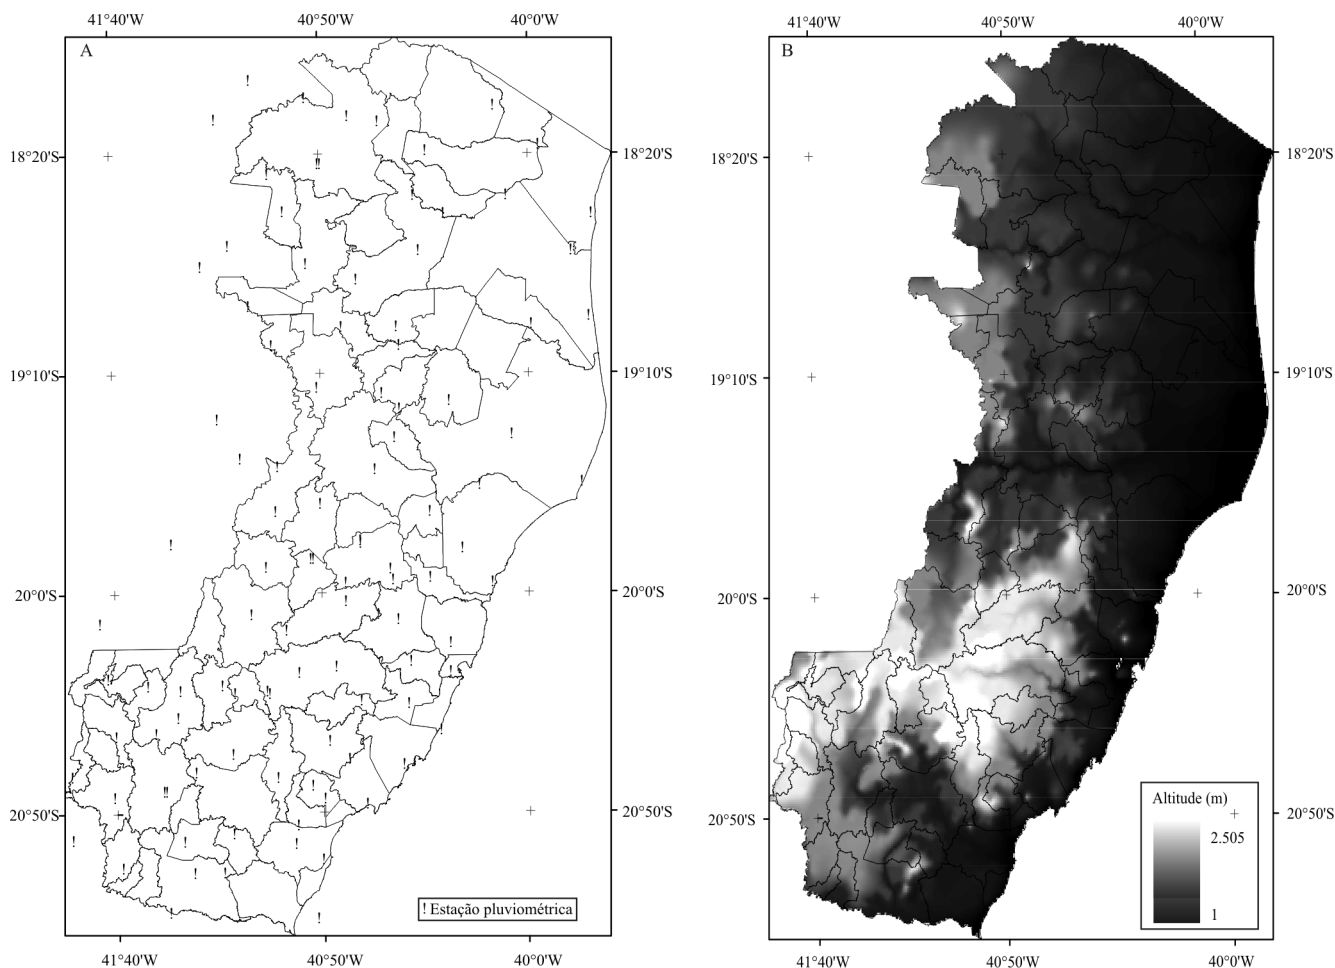 41°40'W 40°50'W 40°0'W
A
18°20'S 18°20'S
19°10'S 19°10'S
20°0'S 20°0'S
20°50'S 20°50'S
! Estação pluviométrica
41°40'W 40°50'W 40°0'W
41°40'W 40°50'W 40°0'W
B
18°20'S
19°10'S
20°0'S
20°50'S
18°20'S
19°10'S
20°0'S
20°50'S
Altitude (m)
2.505
1
41°40'W 40°50'W 40°0'W